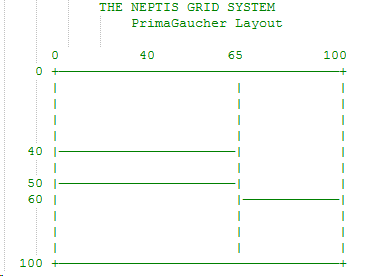 THE NEPTIS GRID SYSTEM
PrimaGaucher Layout
0 40 65 100
0
40
50
60
100